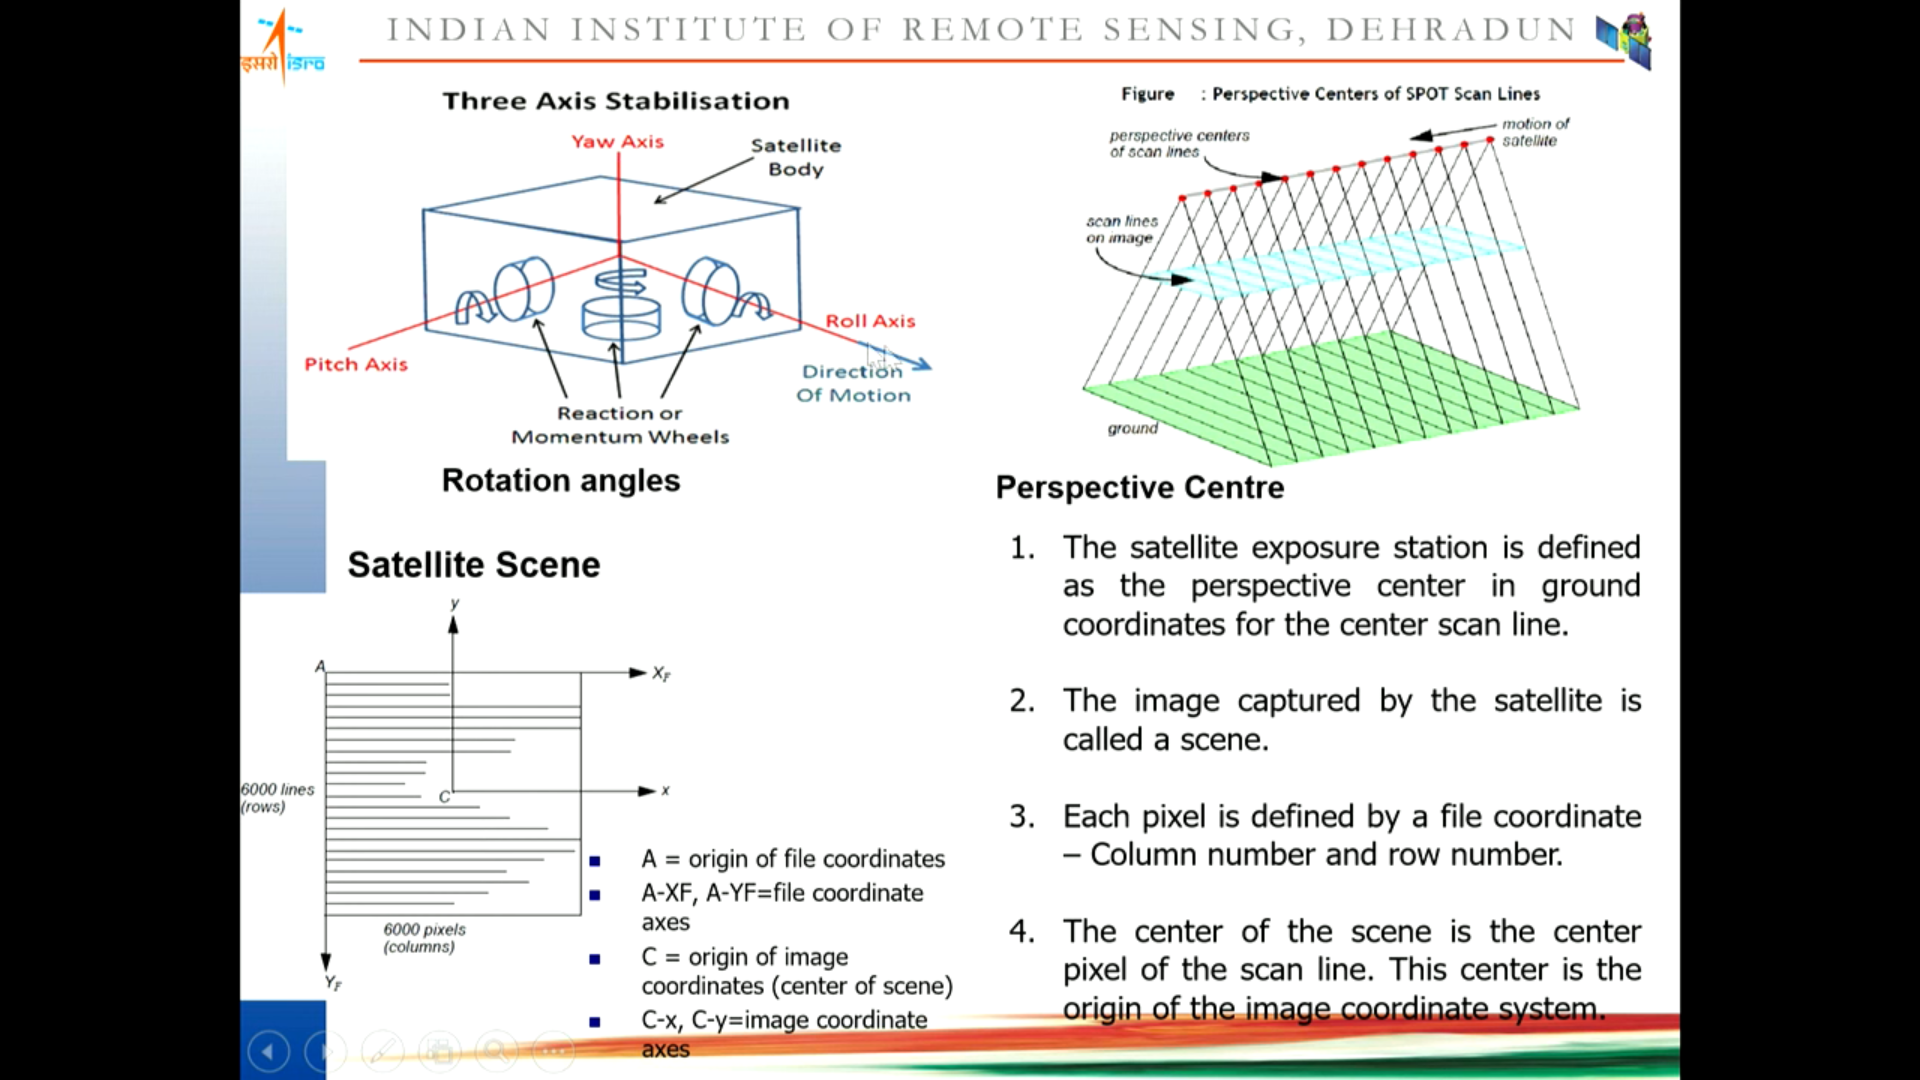 INDIAN INSTITUTE OF REMOTE SENSING, DEHRADUN
इसरो isro
Three Axis Stabilisation
Yaw Axis
Satellite
Body
Roll Axis
Pitch Axis
Direction
Of Motion
Reaction or
Momentum Wheels
Rotation angles
Figure : Perspective Centers of SPOT Scan Lines
motion of
satellite
perspective centers
of scan lines
scan lines
on image
ground
Satellite Scene
y
A
XF
C
x
6000 lines
(rows)
6000 pixels
(columns)
YF
A = origin of file coordinates
A-XF, A-YF=file coordinate
axes
C = origin of image
coordinates (center of scene)
C-x, C-y=image coordinate
axes
Perspective Centre
1. The satellite exposure station is defined
as the perspective center in ground
coordinates for the center scan line.
2. The image captured by the satellite is
called a scene.
3. Each pixel is defined by a file coordinate
– Column number and row number.
4. The center of the scene is the center
pixel of the scan line. This center is the
origin of the image coordinate system.